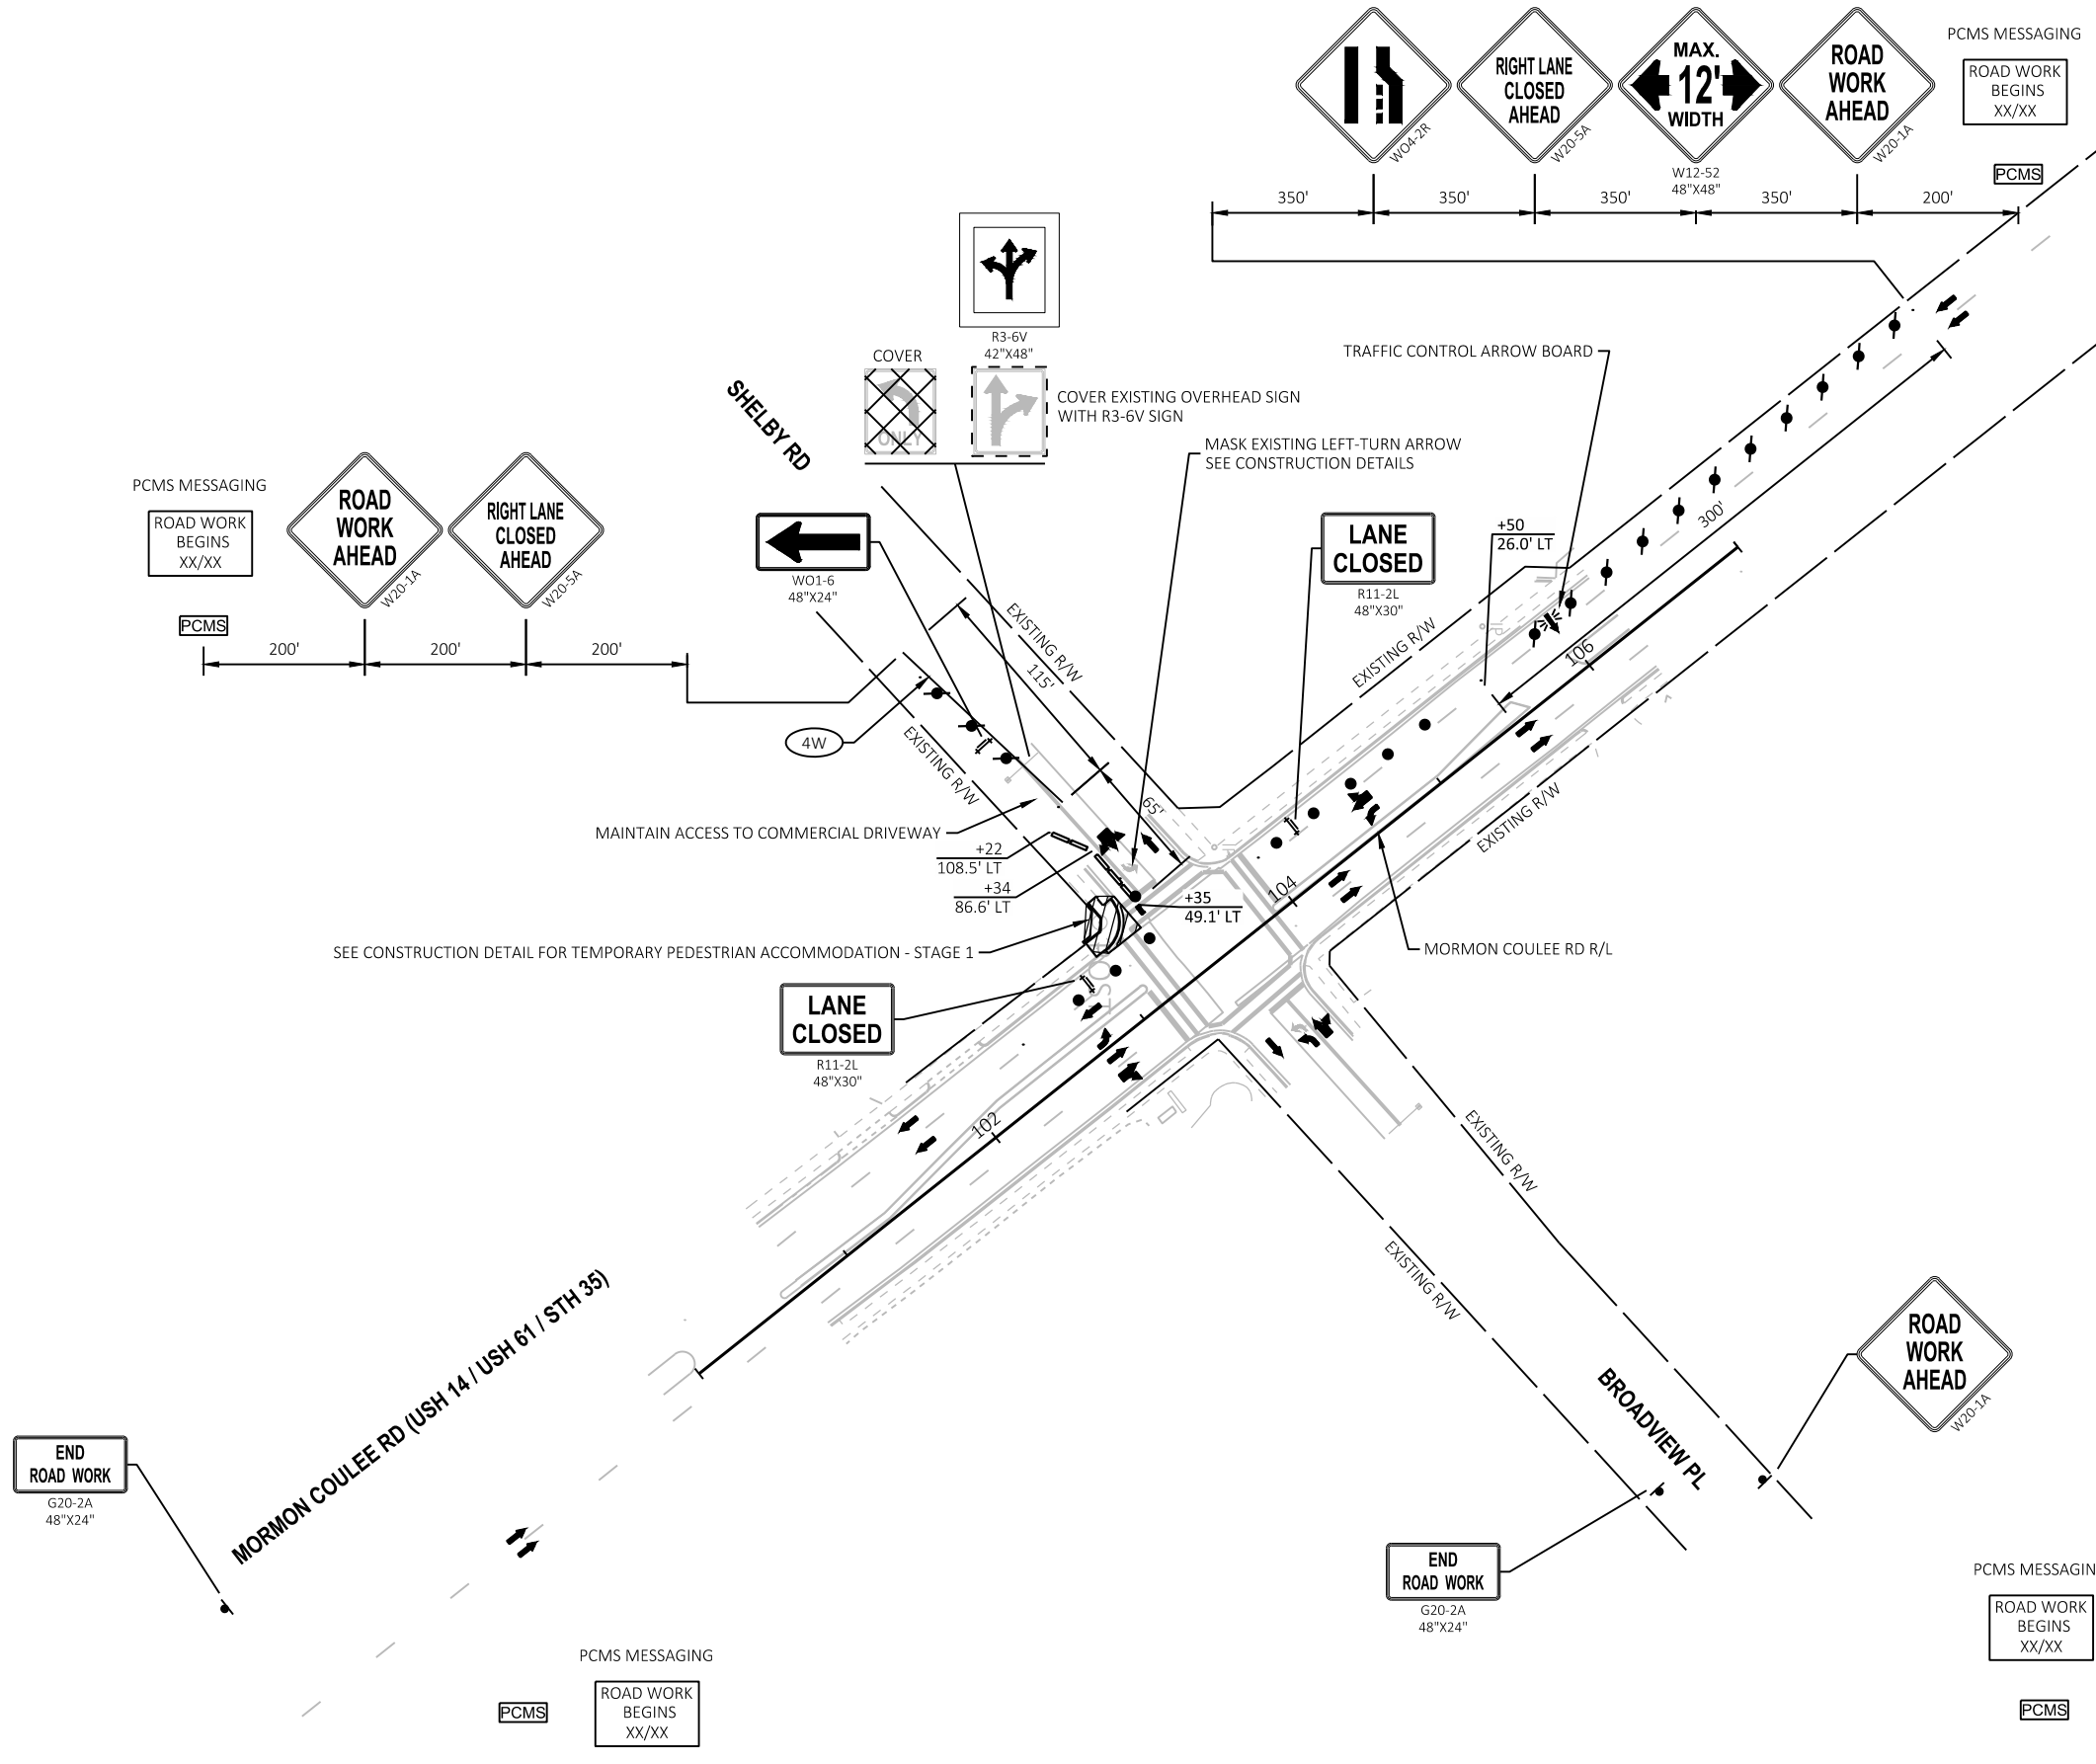 MAX.
12'
WIDTH
W12-52
48"X48"
RIGHT LANE
CLOSED
AHEAD
W20-5A
WO4-2R
ROAD
WORK
AHEAD
W20-1A
PCMS MESSAGING
ROAD WORK
BEGINS
XX/XX
PCMS
350'
350'
350'
350'
200'
R3-6V
42"X48"
COVER
ONLY
COVER EXISTING OVERHEAD SIGN
WITH R3-6V SIGN
TRAFFIC CONTROL ARROW BOARD
MASK EXISTING LEFT-TURN ARROW
SEE CONSTRUCTION DETAILS
SHELBY RD
PCMS MESSAGING
ROAD WORK
BEGINS
XX/XX
PCMS
ROAD
WORK
AHEAD
W20-1A
RIGHT LANE
CLOSED
AHEAD
W20-5A
200'
200'
200'
WO1-6
48"X24"
LANE
CLOSED
R11-2L
48"X30"
+50
26.0' LT
300'
106
EXISTING R/W
EXISTING R/W
EXISTING R/W
EXISTING R/W
115'
65'
4W
MAINTAIN ACCESS TO COMMERCIAL DRIVEWAY
+22
108.5' LT
+34
86.6' LT
+35
49.1' LT
104
SEE CONSTRUCTION DETAIL FOR TEMPORARY PEDESTRIAN ACCOMMODATION - STAGE 1
MORMON COULEE RD R/L
LANE
CLOSED
R11-2L
48"X30"
102
EXISTING R/W
EXISTING R/W
MORMON COULEE RD (USH 14 / USH 61 / STH 35)
BROADVIEW PL
ROAD
WORK
AHEAD
W20-1A
END
ROAD WORK
G20-2A
48"X24"
END
ROAD WORK
G20-2A
48"X24"
PCMS MESSAGING
ROAD WORK
BEGINS
XX/XX
PCMS
PCMS MESSAGIN
ROAD WORK
BEGINS
XX/XX
PCMS